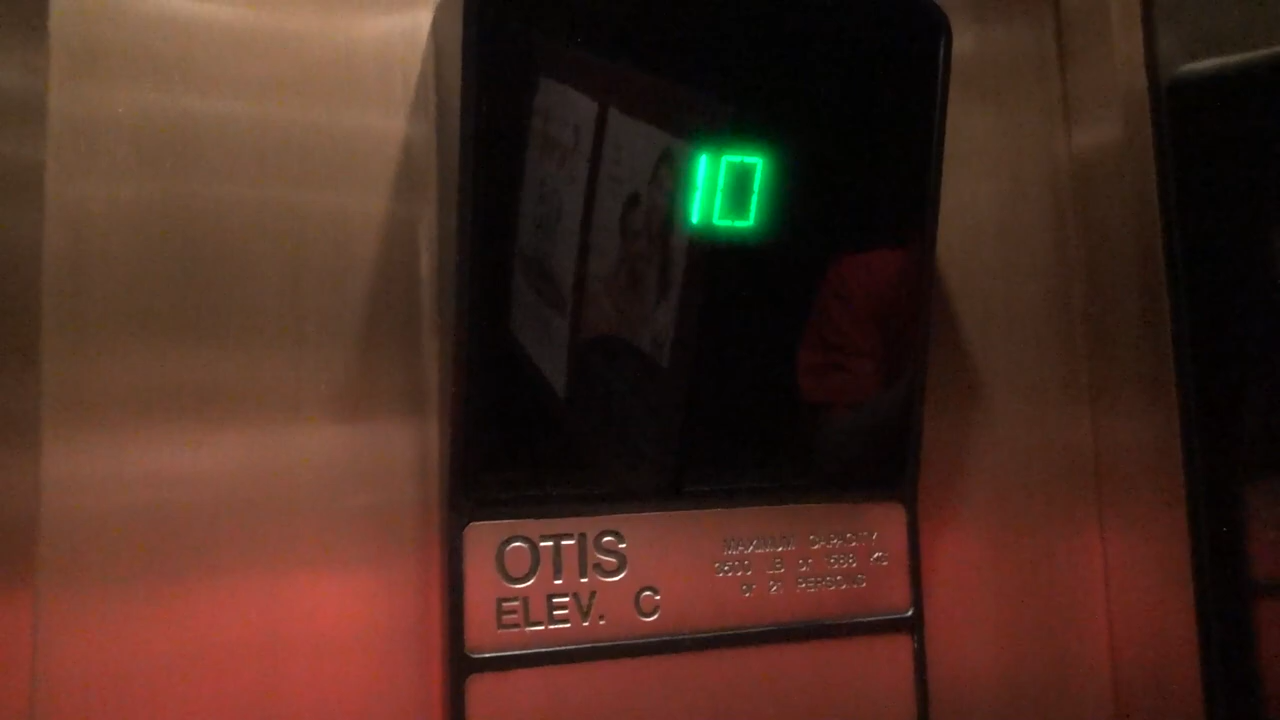 10
OTIS
ELEV. C
MAXIMUM CAPACITY
3500 LB or 1588 KG
or 21 PERSONS